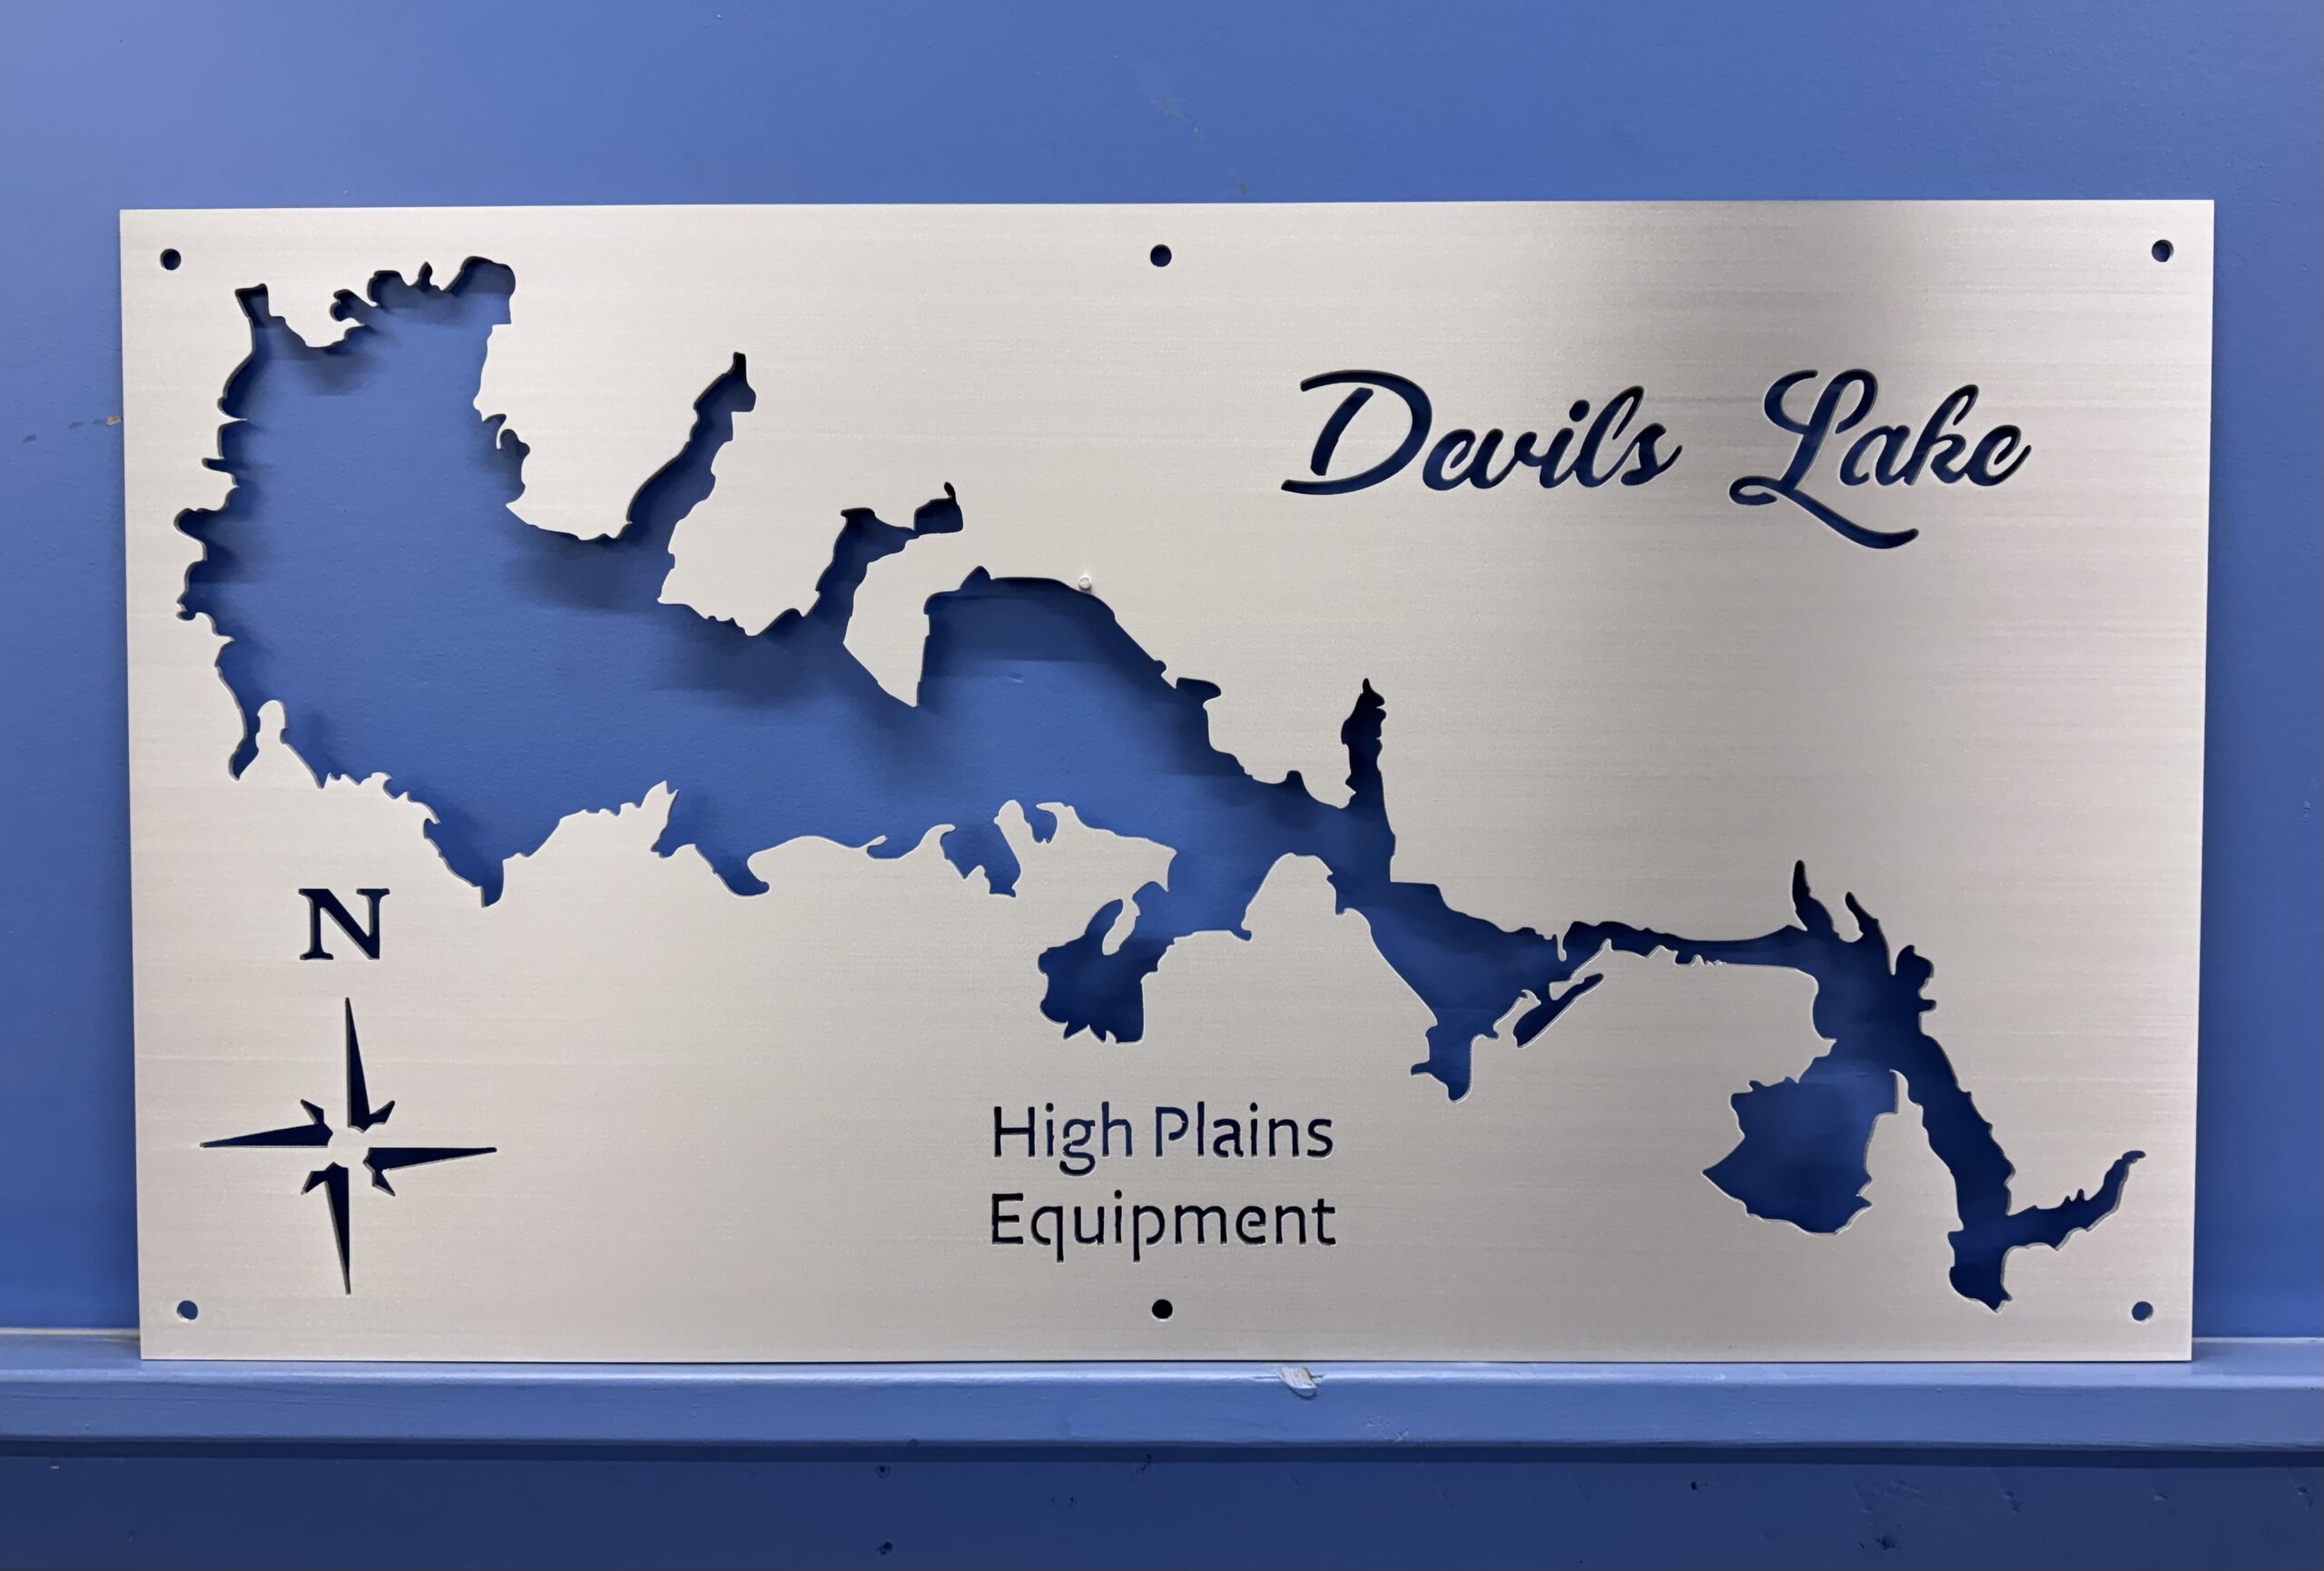 Devils Lake
N
High Plains
Equipment